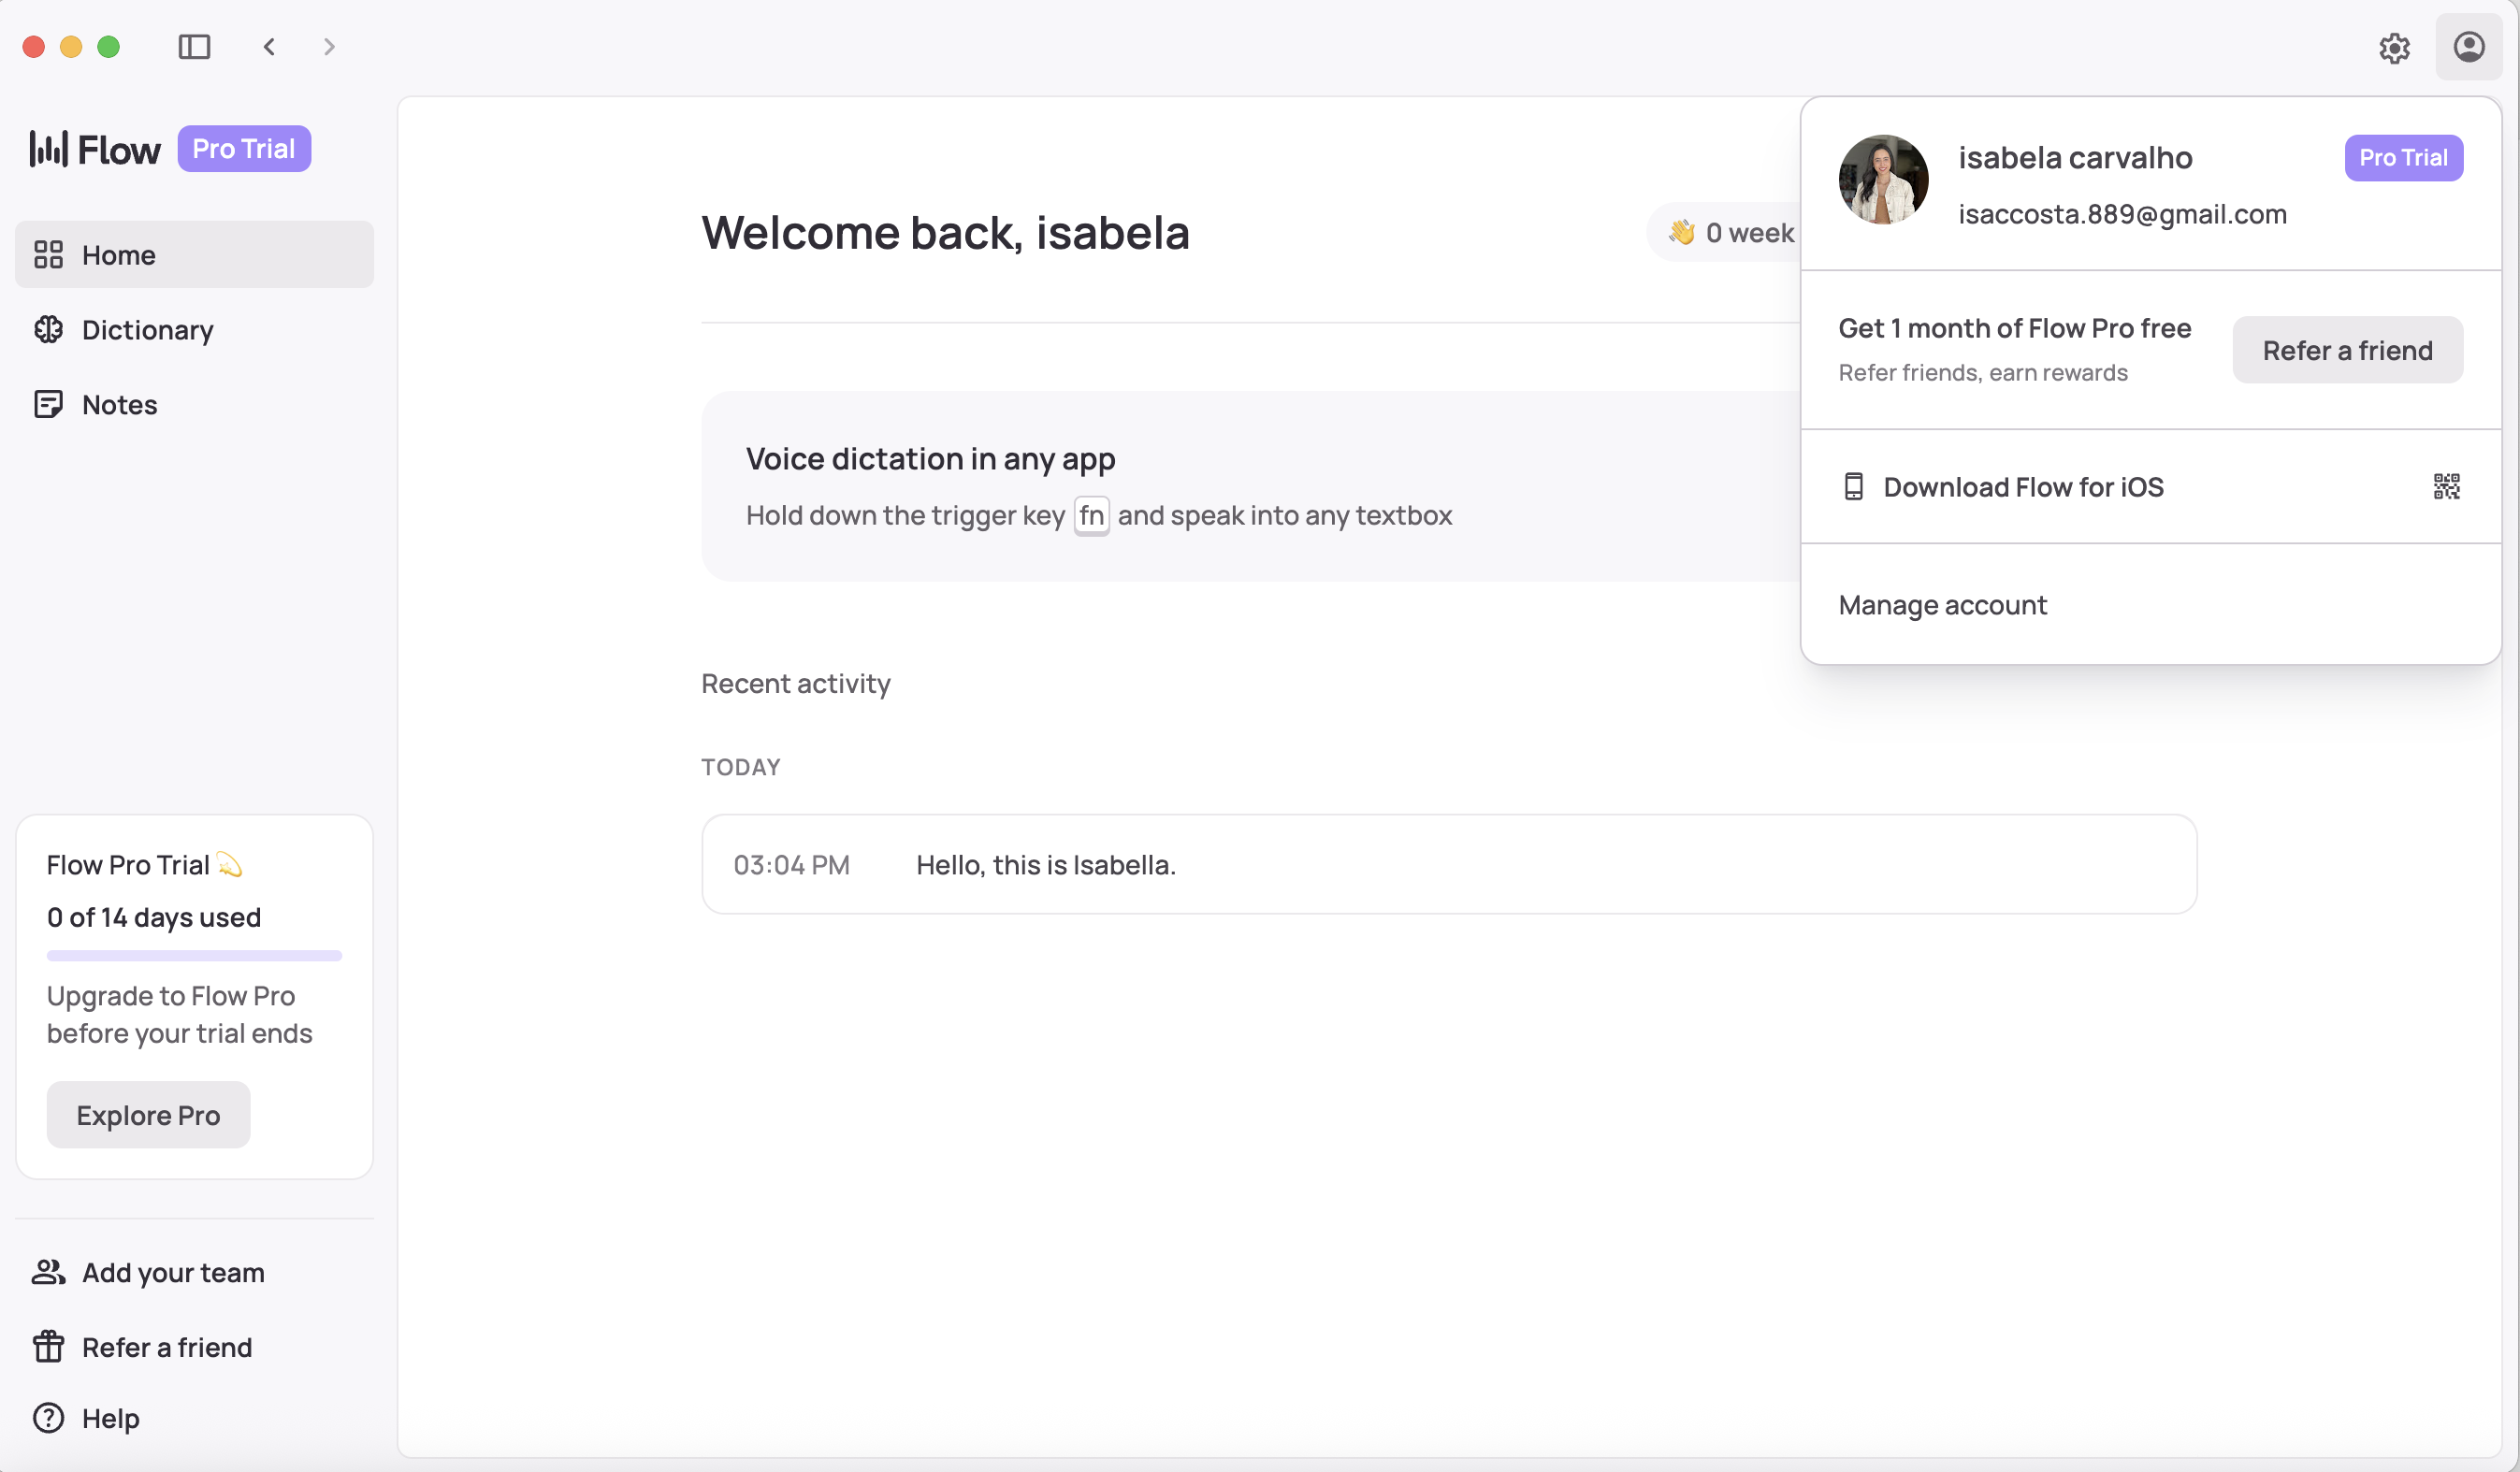 Flow Pro Trial
Home
Dictionary
Notes
Flow Pro Trial 💫
0 of 14 days used
Upgrade to Flow Pro
before your trial ends
Explore Pro
Add your team
Refer a friend
Help
Welcome back, isabela
👋 0 week
Voice dictation in any app
Hold down the trigger key fn and speak into any textbox
Recent activity
TODAY
03:04 PM Hello, this is Isabella.
isabela carvalho Pro Trial
isaccosta.889@gmail.com
Get 1 month of Flow Pro free
Refer friends, earn rewards
Refer a friend
Download Flow for iOS
Manage account